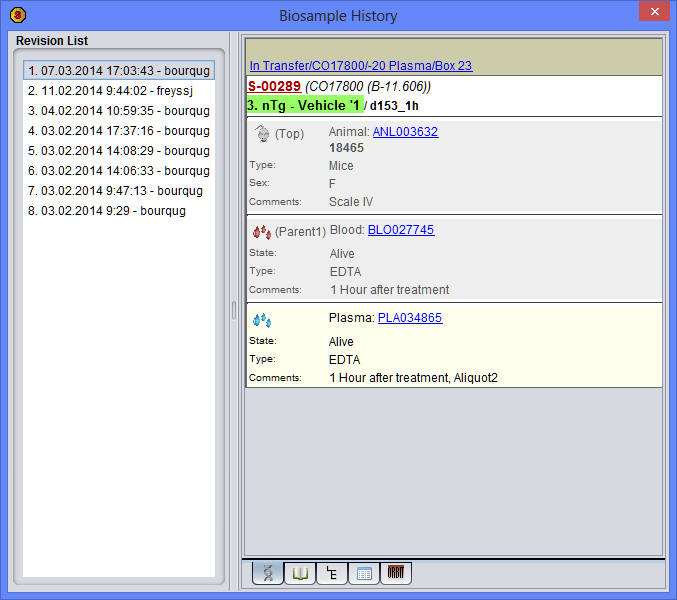 Biosample History
Revision List
1. 07.03.2014 17:03:43 - bourqug
2. 11.02.2014 9:44:02 - freyssj
3. 04.02.2014 10:59:35 - bourqug
4. 03.02.2014 17:37:16 - bourqug
5. 03.02.2014 14:08:29 - bourqug
6. 03.02.2014 14:06:33 - bourqug
7. 03.02.2014 9:47:13 - bourqug
8. 03.02.2014 9:29 - bourqug
In Transfer/CO17800/-20 Plasma/Box 23
S-00289 (CO17800 (B-11.606))
3. nTg - Vehicle '1 / d153_1h
(Top) Animal: ANL003632
18465
Type: Mice
Sex: F
Comments: Scale IV
(Parent1) Blood: BLO027745
State: Alive
Type: EDTA
Comments: 1 Hour after treatment
Plasma: PLA034865
State: Alive
Type: EDTA
Comments: 1 Hour after treatment, Aliquot2
E
ORBIT